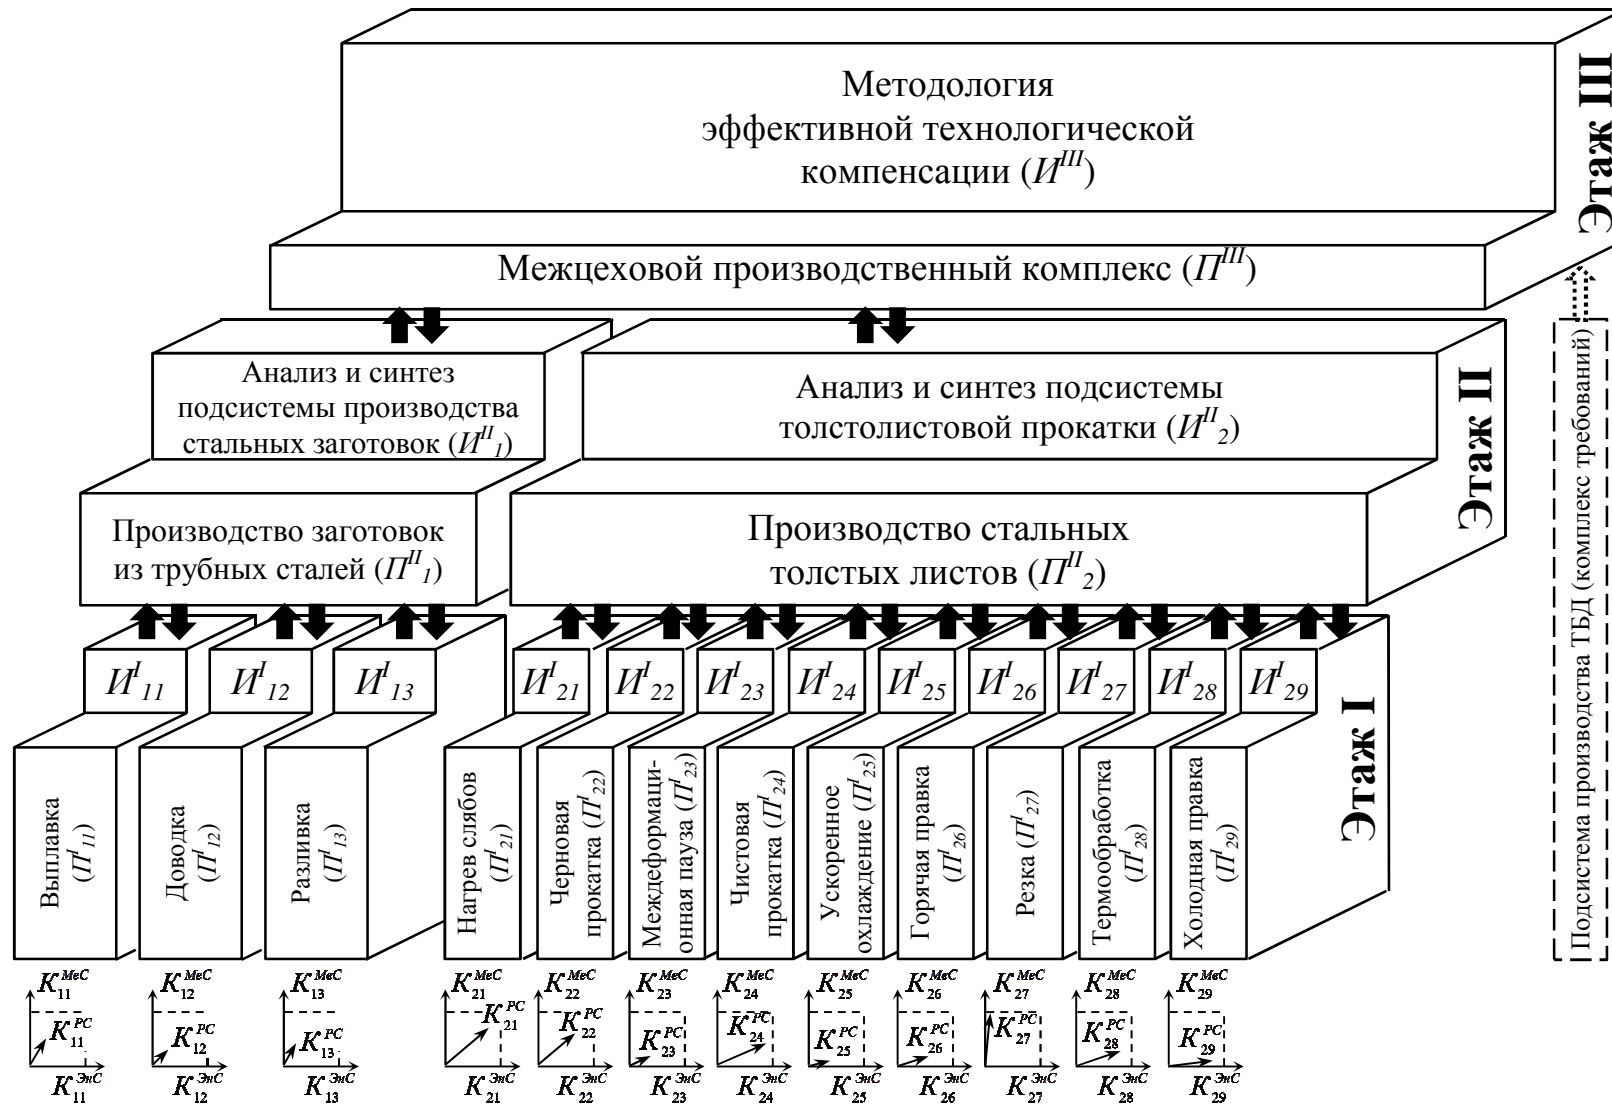 Методология
эффективной технологической
компенсации (И^III)
Этаж III
Межцеховой производственный комплекс (П^III)
Анализ и синтез
подсистемы производства
стальных заготовок (И^II_1)
Анализ и синтез подсистемы
толстолистовой прокатки (И^II_2)
Этаж II
Производство заготовок
из трубных сталей (П^II_1)
Производство стальных
толстых листов (П^II_2)
Подсистема производства ТБД (комплекс требований)
И^I_11
И^I_12
И^I_13
И^I_21
И^I_22
И^I_23
И^I_24
И^I_25
И^I_26
И^I_27
И^I_28
И^I_29
Этаж I
Выплавка
(П^I_11)
Доводка
(П^I_12)
Разливка
(П^I_13)
Нагрев слябов
(П^I_21)
Черновая
прокатка (П^I_22)
Междеформаци-
онная пауза (П^I_23)
Чистовая
прокатка (П^I_24)
Ускоренное
охлаждение (П^I_25)
Горячая правка
(П^I_26)
Резка (П^I_27)
Термообработка
(П^I_28)
Холодная правка
(П^I_29)
K^МеС_11
K^РС_11
K^ЭнС_11
K^МеС_12
K^РС_12
K^ЭнС_12
K^МеС_13
K^РС_13
K^ЭнС_13
K^МеС_21
K^РС_21
K^ЭнС_21
K^МеС_22
K^РС_22
K^ЭнС_22
K^МеС_23
K^РС_23
K^ЭнС_23
K^МеС_24
K^РС_24
K^ЭнС_24
K^МеС_25
K^РС_25
K^ЭнС_25
K^МеС_26
K^РС_26
K^ЭнС_26
K^МеС_27
K^РС_27
K^ЭнС_27
K^МеС_28
K^РС_28
K^ЭнС_28
K^МеС_29
K^РС_29
K^ЭнС_29